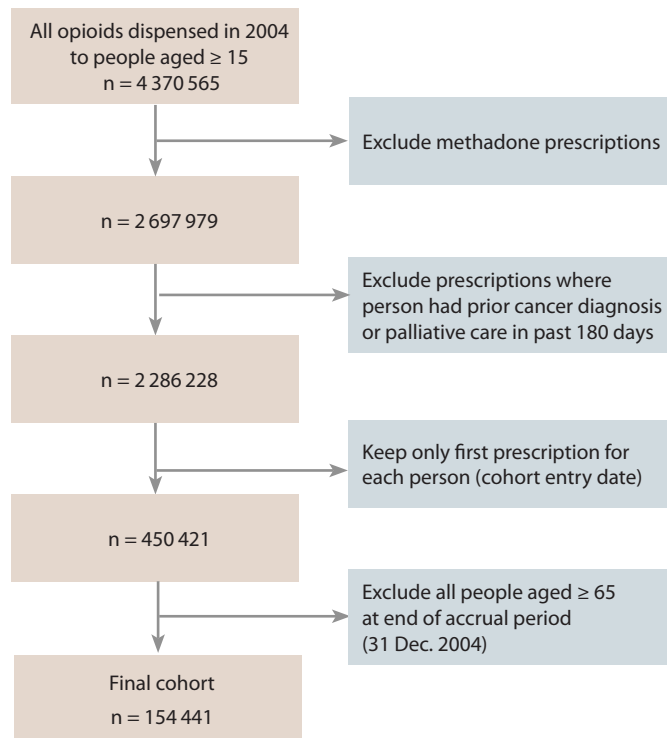 All opioids dispensed in 2004
to people aged ≥ 15
n = 4 370 565
Exclude methadone prescriptions
n = 2 697 979
Exclude prescriptions where
person had prior cancer diagnosis
or palliative care in past 180 days
n = 2 286 228
Keep only first prescription for
each person (cohort entry date)
n = 450 421
Exclude all people aged ≥ 65
at end of accrual period
(31 Dec. 2004)
Final cohort
n = 154 441